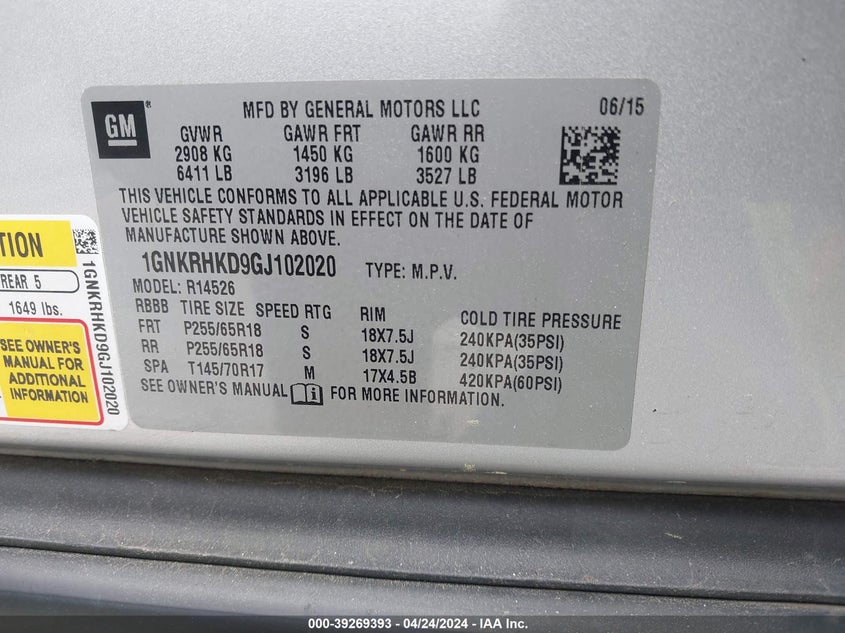 GM
®
MFD BY GENERAL MOTORS LLC 06/15
GVWR GAWR FRT GAWR RR
2908 KG 1450 KG 1600 KG
6411 LB 3196 LB 3527 LB
THIS VEHICLE CONFORMS TO ALL APPLICABLE U.S. FEDERAL MOTOR
VEHICLE SAFETY STANDARDS IN EFFECT ON THE DATE OF
MANUFACTURE SHOWN ABOVE.
1GNKRHKD9GJ102020 TYPE: M.P.V.
MODEL: R14526
RBBB TIRE SIZE SPEED RTG RIM COLD TIRE PRESSURE
FRT P255/65R18 S 18X7.5J 240KPA(35PSI)
RR P255/65R18 S 18X7.5J 240KPA(35PSI)
SPA T145/70R17 M 17X4.5B 420KPA(60PSI)
SEE OWNER'S MANUAL i FOR MORE INFORMATION.
TION
REAR 5
1649 lbs.
SEE OWNER'S
MANUAL FOR
ADDITIONAL
INFORMATION
1GNKRHKD9GJ102020
000-39269393 - 04/24/2024 - IAA Inc.